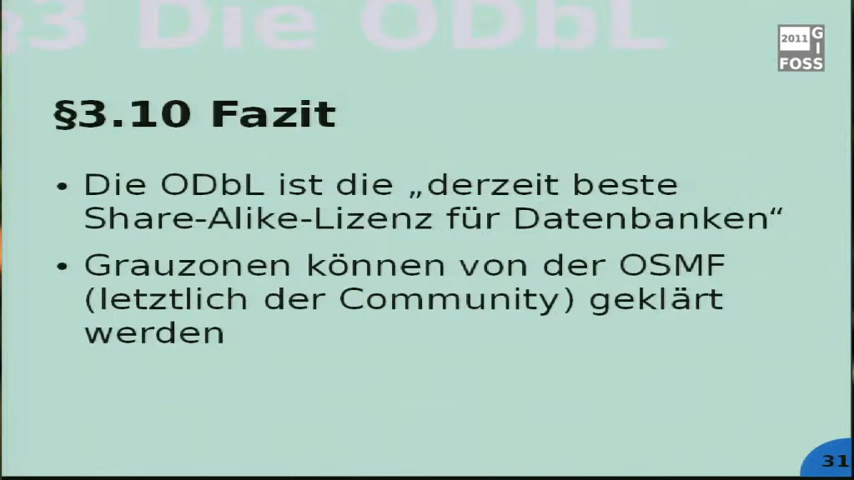 §3 Die ODbL
2011 G
I
FOSS
§3.10 Fazit
• Die ODbL ist die „derzeit beste
Share-Alike-Lizenz für Datenbanken“
• Grauzonen können von der OSMF
(letztlich der Community) geklärt
werden
31